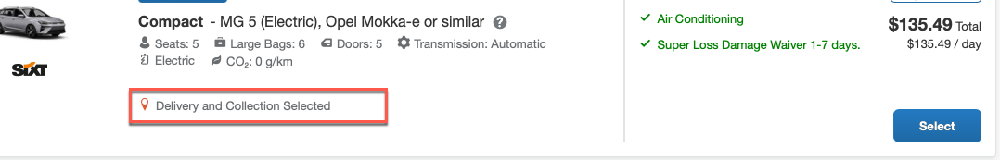 Compact - MG 5 (Electric), Opel Mokka-e or similar ?
Seats: 5 Large Bags: 6 Doors: 5 Transmission: Automatic
Electric CO₂: 0 g/km
SIXT
Delivery and Collection Selected
Air Conditioning
Super Loss Damage Waiver 1-7 days.
$135.49 Total
$135.49 / day
Select